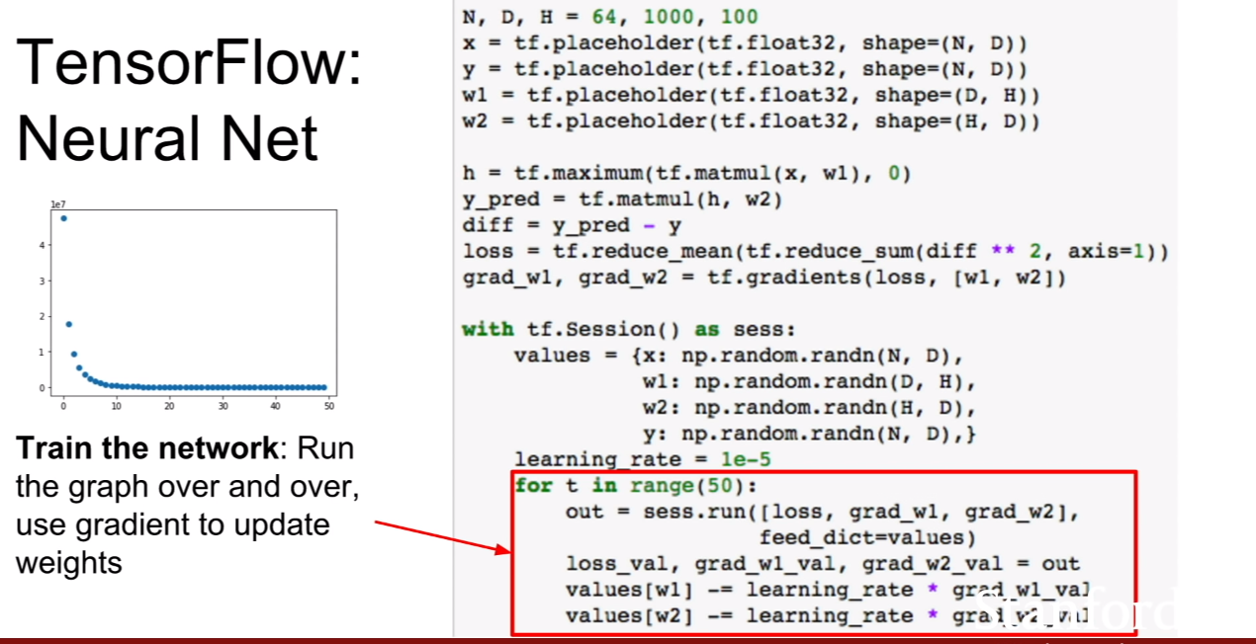 TensorFlow:
Neural Net
1e7
4
3
2
1
0
0 10 20 30 40 50
Train the network: Run
the graph over and over,
use gradient to update
weights
N, D, H = 64, 1000, 100
x = tf.placeholder(tf.float32, shape=(N, D))
y = tf.placeholder(tf.float32, shape=(N, D))
w1 = tf.placeholder(tf.float32, shape=(D, H))
w2 = tf.placeholder(tf.float32, shape=(H, D))
h = tf.maximum(tf.matmul(x, w1), 0)
y_pred = tf.matmul(h, w2)
diff = y_pred - y
loss = tf.reduce_mean(tf.reduce_sum(diff ** 2, axis=1))
grad_w1, grad_w2 = tf.gradients(loss, [w1, w2])
with tf.Session() as sess:
values = {x: np.random.randn(N, D),
w1: np.random.randn(D, H),
w2: np.random.randn(H, D),
y: np.random.randn(N, D),}
learning_rate = 1e-5
for t in range(50):
out = sess.run([loss, grad_w1, grad_w2],
feed_dict=values)
loss_val, grad_w1_val, grad_w2_val = out
values[w1] -= learning_rate * grad_w1_val
values[w2] -= learning_rate * grad_w2_val
Stanford